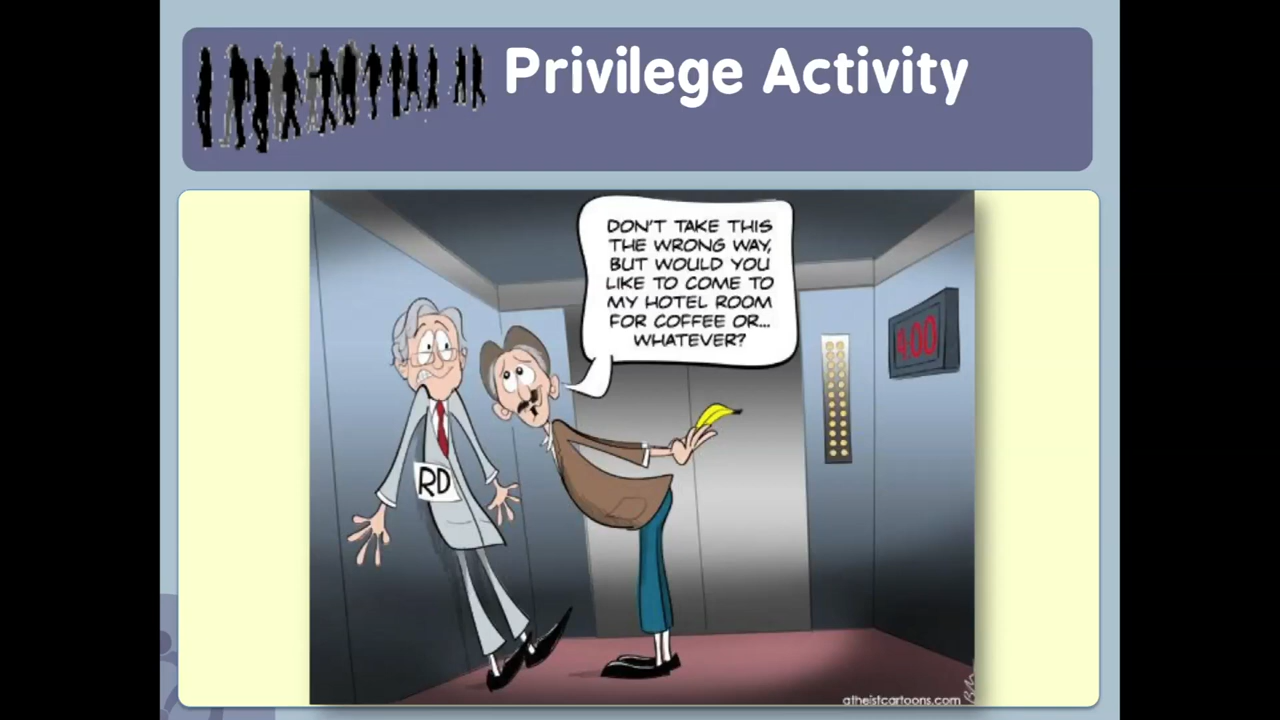 Privilege Activity
DON'T TAKE THIS
THE WRONG WAY,
BUT WOULD YOU
LIKE TO COME TO
MY HOTEL ROOM
FOR COFFEE OR...
WHATEVER?
4:00
RD
atheistcartoons.com